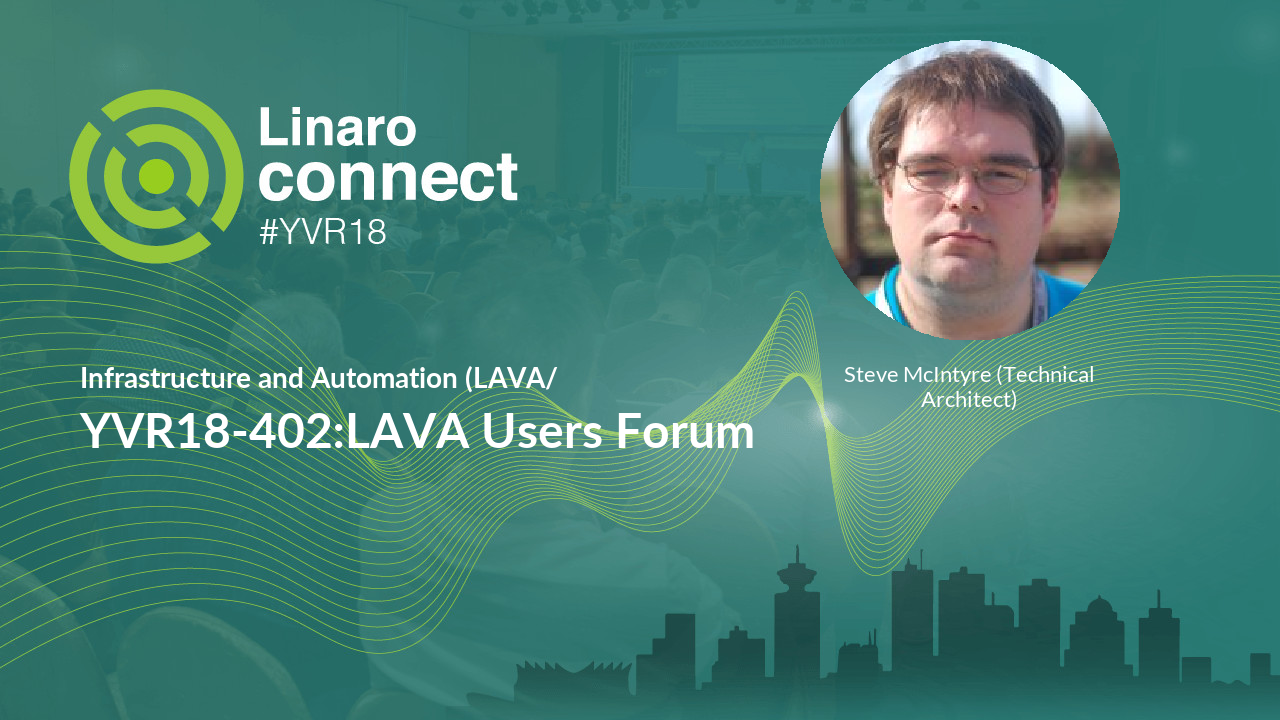 Linaro
connect
#YVR18
Infrastructure and Automation (LAVA/
YVR18-402:LAVA Users Forum
Steve McIntyre (Technical
Architect)